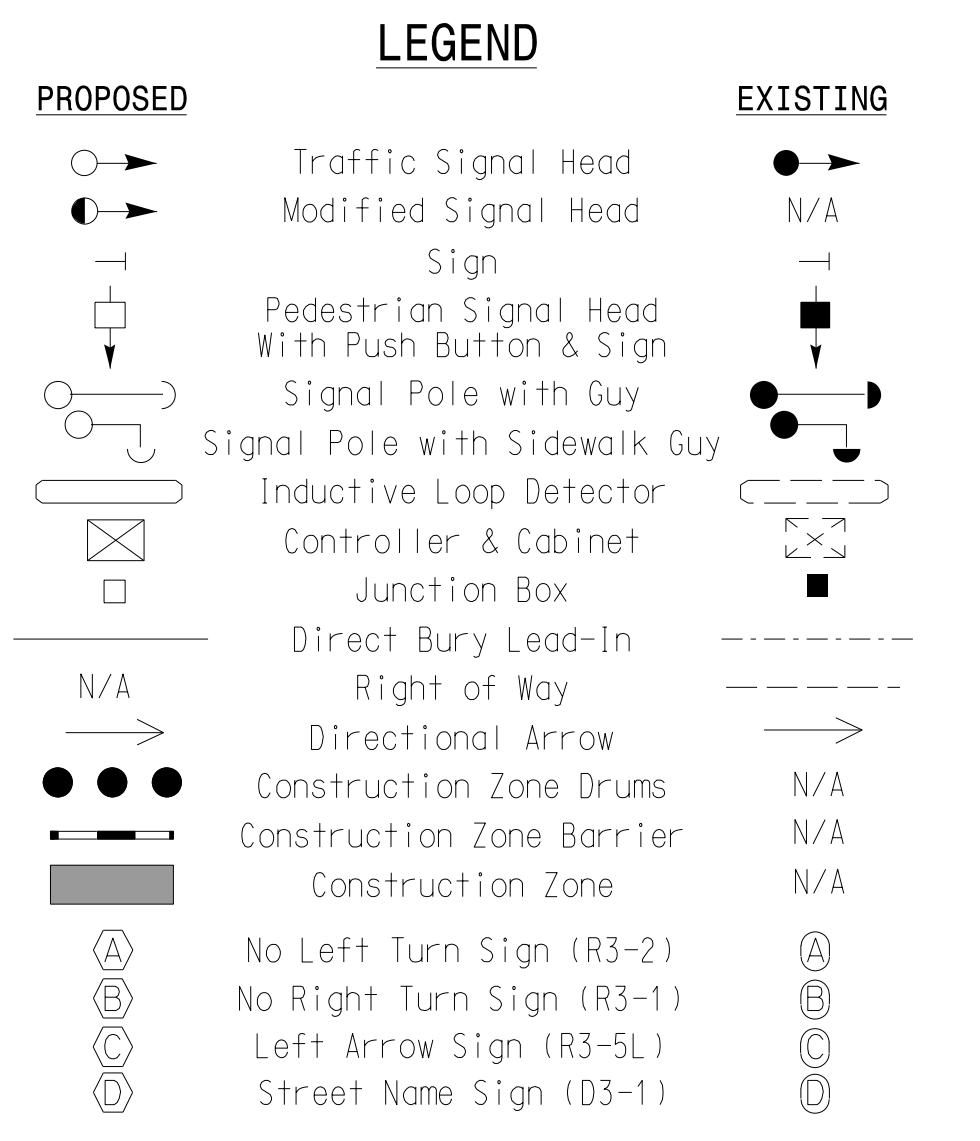 LEGEND
PROPOSED EXISTING
Traffic Signal Head
Modified Signal Head N/A
Sign
Pedestrian Signal Head
With Push Button & Sign
Signal Pole with Guy
Signal Pole with Sidewalk Guy
Inductive Loop Detector
Controller & Cabinet
Junction Box
Direct Bury Lead-In
N/A Right of Way
Directional Arrow
Construction Zone Drums N/A
Construction Zone Barrier N/A
Construction Zone N/A
A No Left Turn Sign (R3-2) A
B No Right Turn Sign (R3-1) B
C Left Arrow Sign (R3-5L) C
D Street Name Sign (D3-1) D